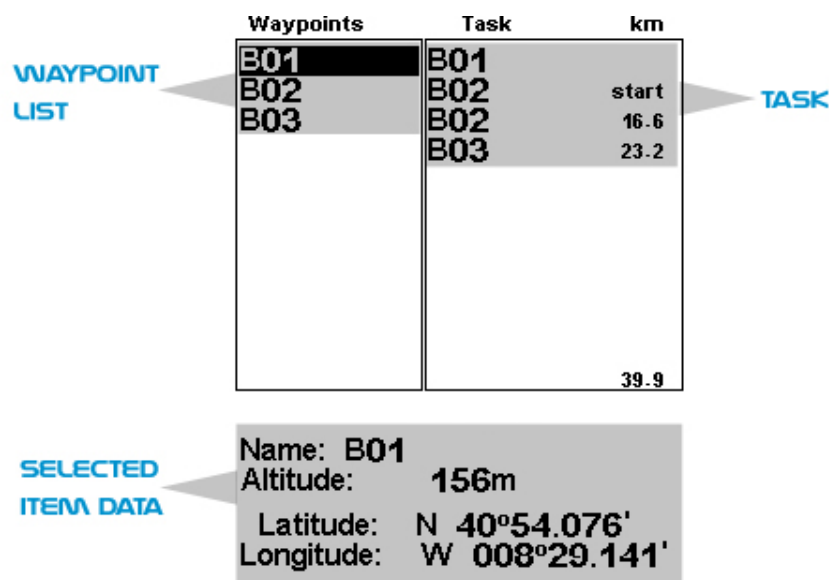 Waypoints Task km
WAYPOINT
LIST
B01
B02
B03
B01
B02 start
B02 16.6
B03 23.2
39.9
TASK
SELECTED
ITEM DATA
Name: B01
Altitude: 156m
Latitude: N 40º54.076'
Longitude: W 008º29.141'